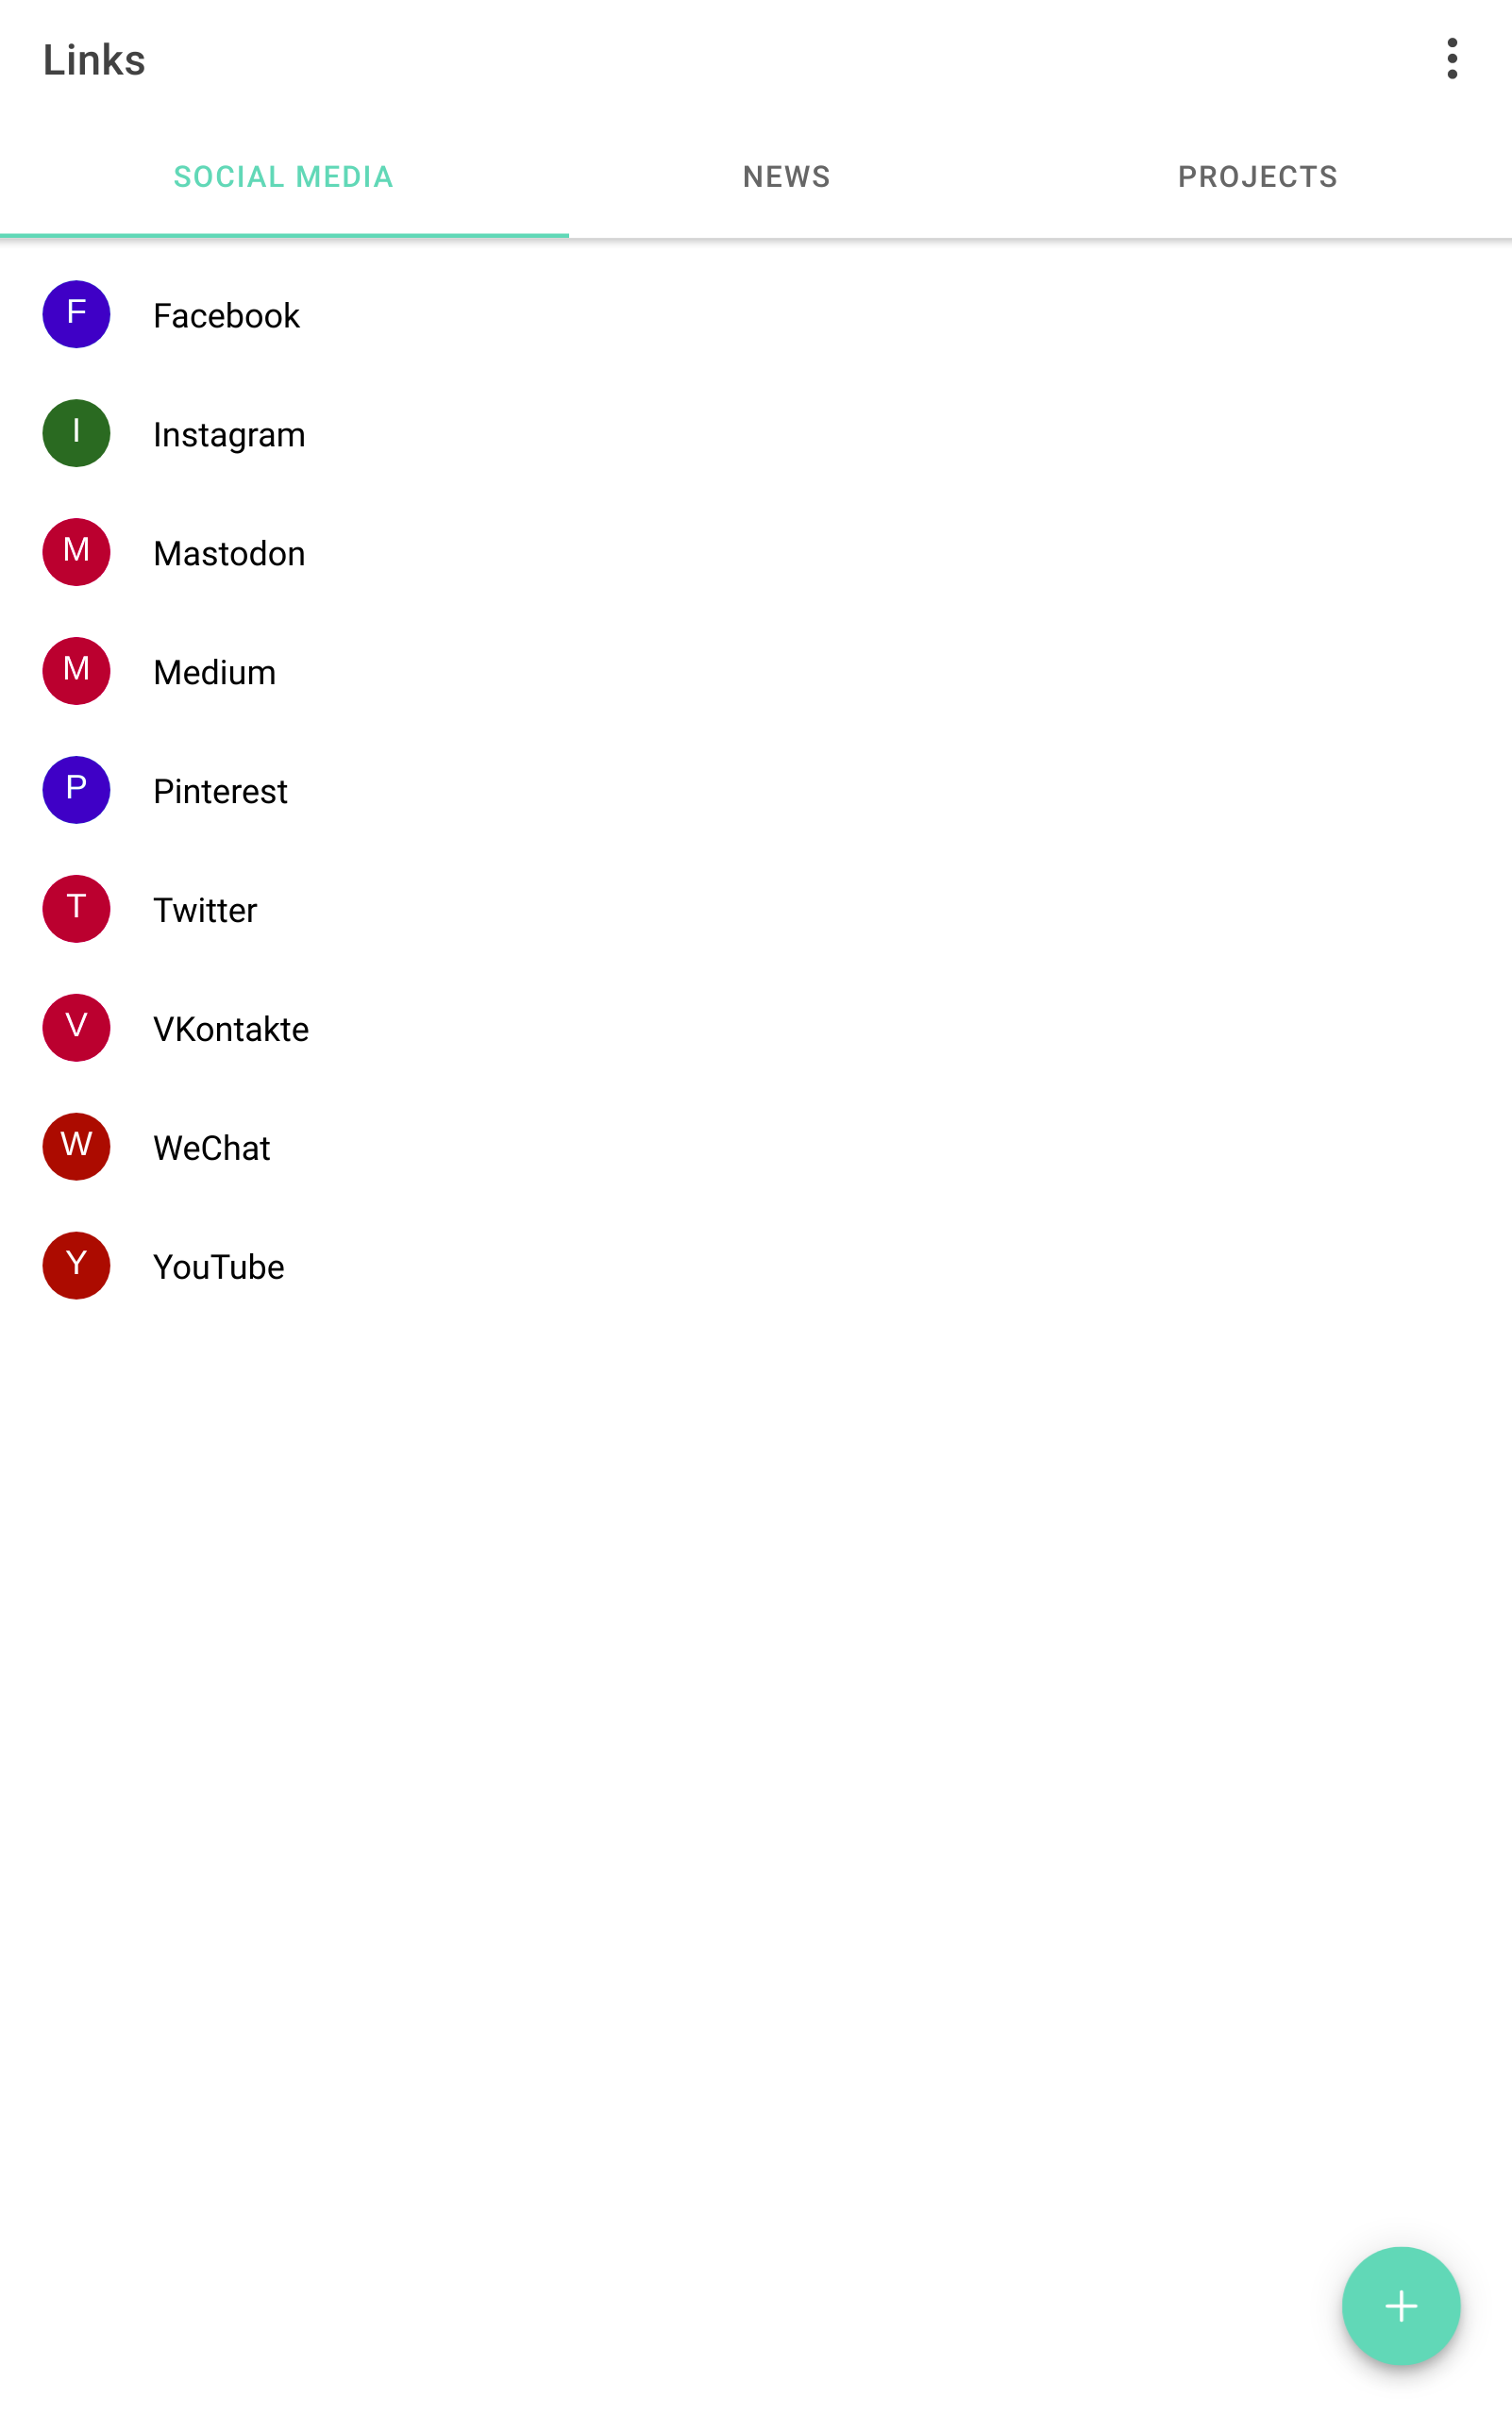 Links
SOCIAL MEDIA NEWS PROJECTS
F Facebook
I Instagram
M Mastodon
M Medium
P Pinterest
T Twitter
V VKontakte
W WeChat
Y YouTube